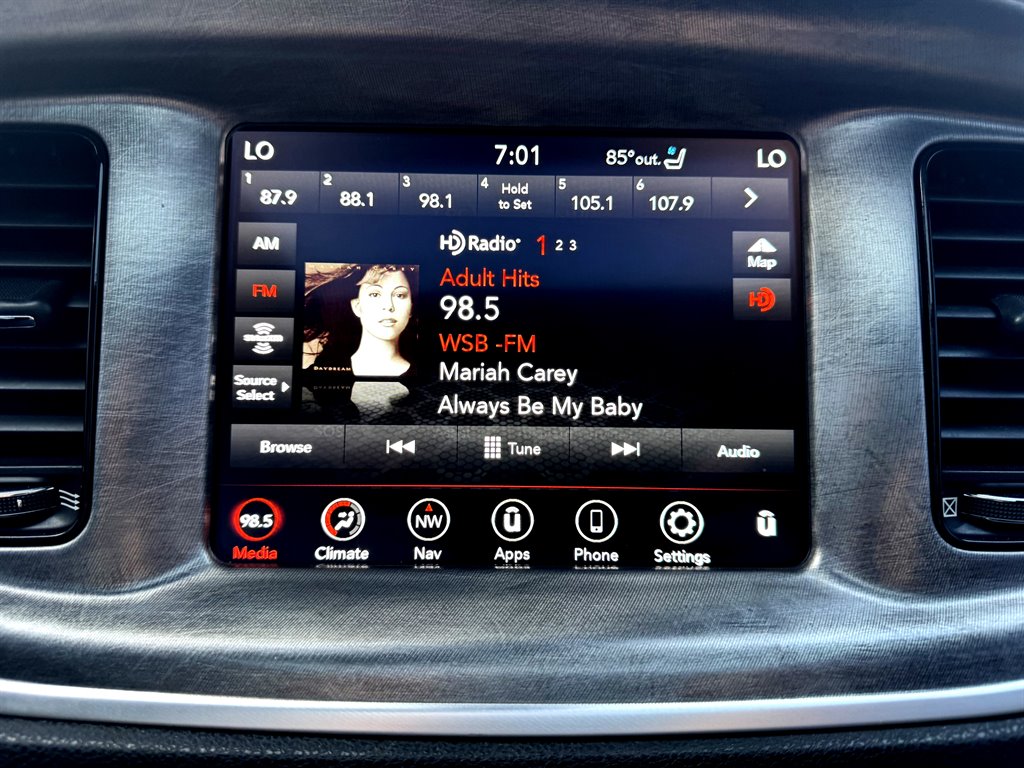 LO 7:01 85° out. LO
1 87.9 2 88.1 3 98.1 4 Hold to Set 5 105.1 6 107.9
AM
FM
Source
Select
DAYDREAM
HD Radio 1 2 3
Adult Hits
98.5
WSB -FM
Mariah Carey
Always Be My Baby
Map
HD
Browse Tune Audio
98.5 NW
Media Climate Nav Apps Phone Settings